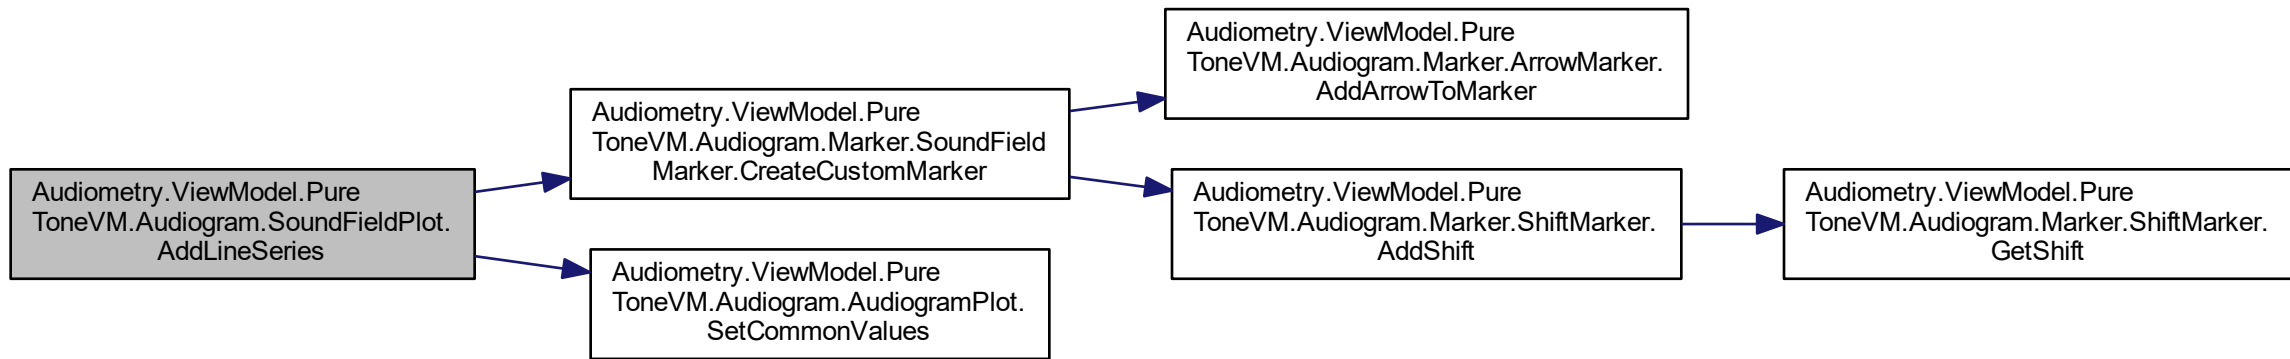 Audiometry.ViewModel.Pure
ToneVM.Audiogram.SoundFieldPlot.
AddLineSeries
Audiometry.ViewModel.Pure
ToneVM.Audiogram.Marker.SoundField
Marker.CreateCustomMarker
Audiometry.ViewModel.Pure
ToneVM.Audiogram.AudiogramPlot.
SetCommonValues
Audiometry.ViewModel.Pure
ToneVM.Audiogram.Marker.ArrowMarker.
AddArrowToMarker
Audiometry.ViewModel.Pure
ToneVM.Audiogram.Marker.ShiftMarker.
AddShift
Audiometry.ViewModel.Pure
ToneVM.Audiogram.Marker.ShiftMarker.
GetShift